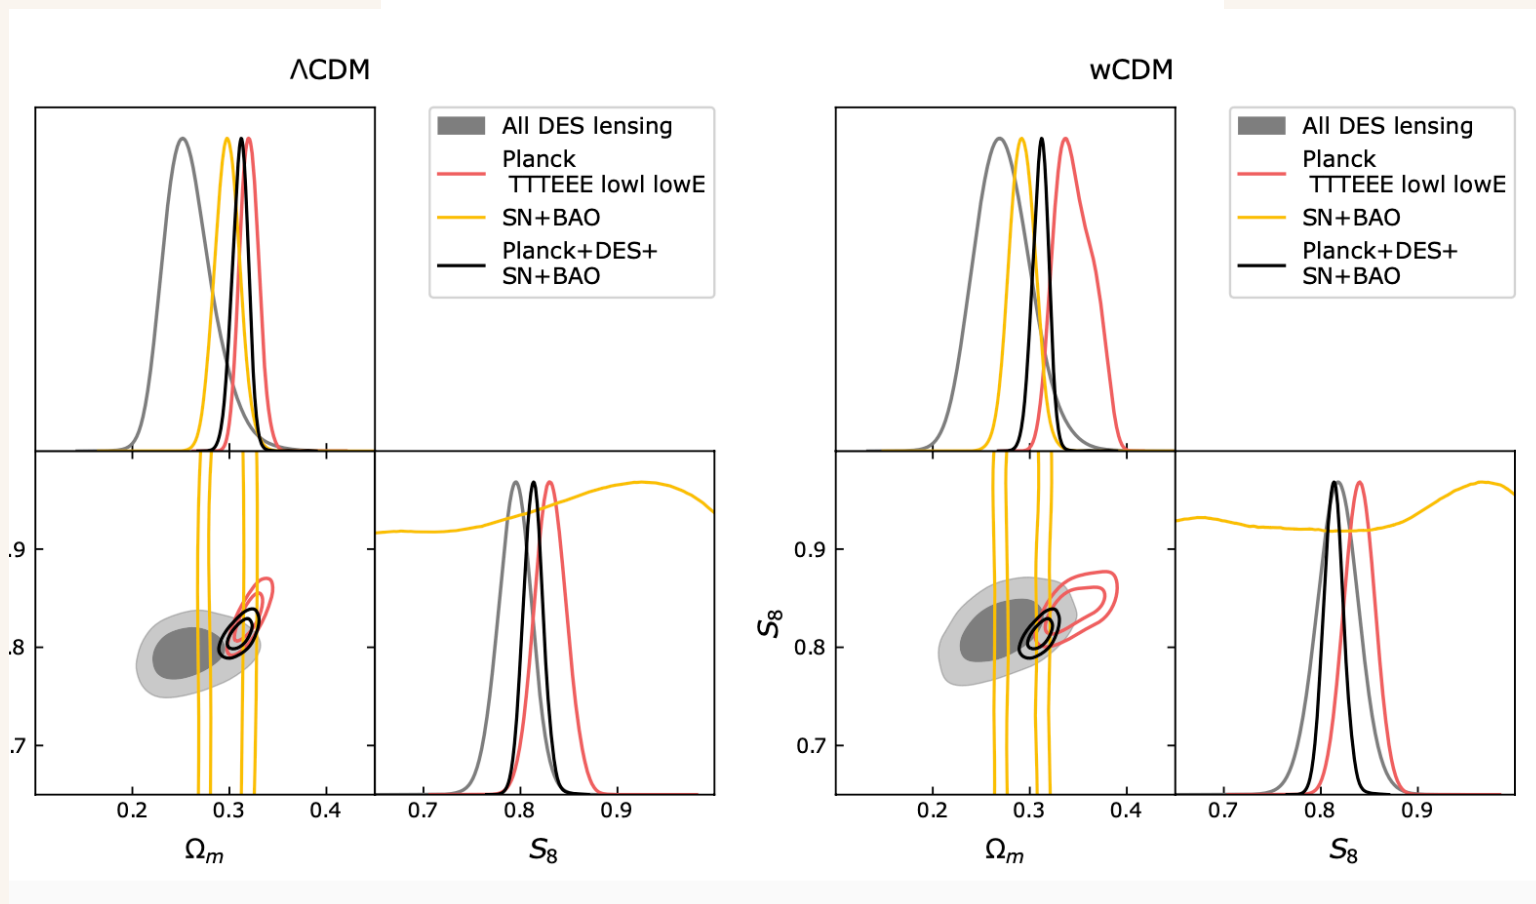 ΛCDM
All DES lensing
Planck
TTTEEE lowl lowE
SN+BAO
Planck+DES+
SN+BAO
.9
.8
.7
0.2 0.3 0.4
Ωm
0.7 0.8 0.9
S8
wCDM
All DES lensing
Planck
TTTEEE lowl lowE
SN+BAO
Planck+DES+
SN+BAO
0.9
0.8
0.7
S8
0.2 0.3 0.4
Ωm
0.7 0.8 0.9
S8